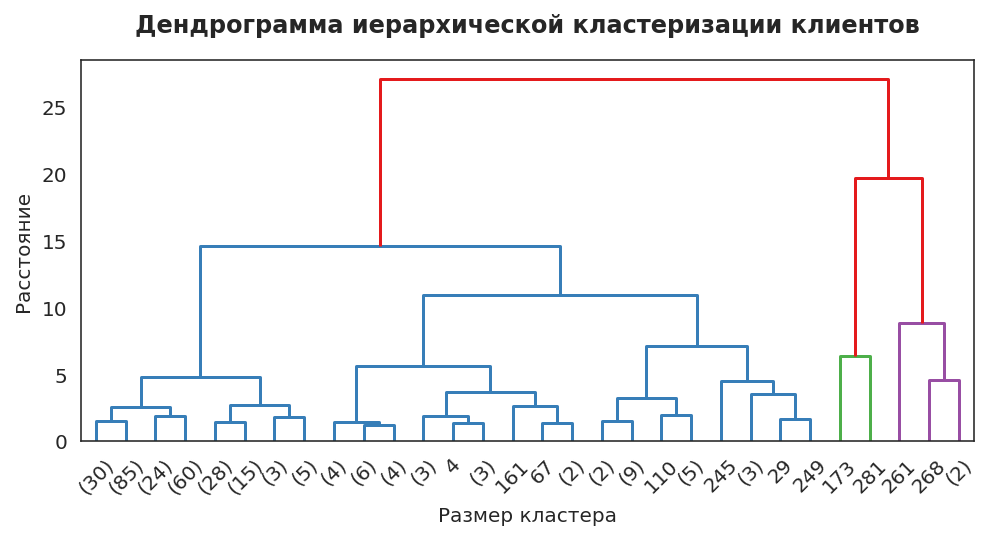 Дендрограмма иерархической кластеризации клиентов
25
20
15
10
5
0
Расстояние
(30) (85) (24) (60) (28) (15) (3) (5) (4) (6) (4) (3) 4 (3) 161 67 (2) (2) (9) 110 (5) 245 (3) 29 249 173 281 261 268 (2)
Размер кластера